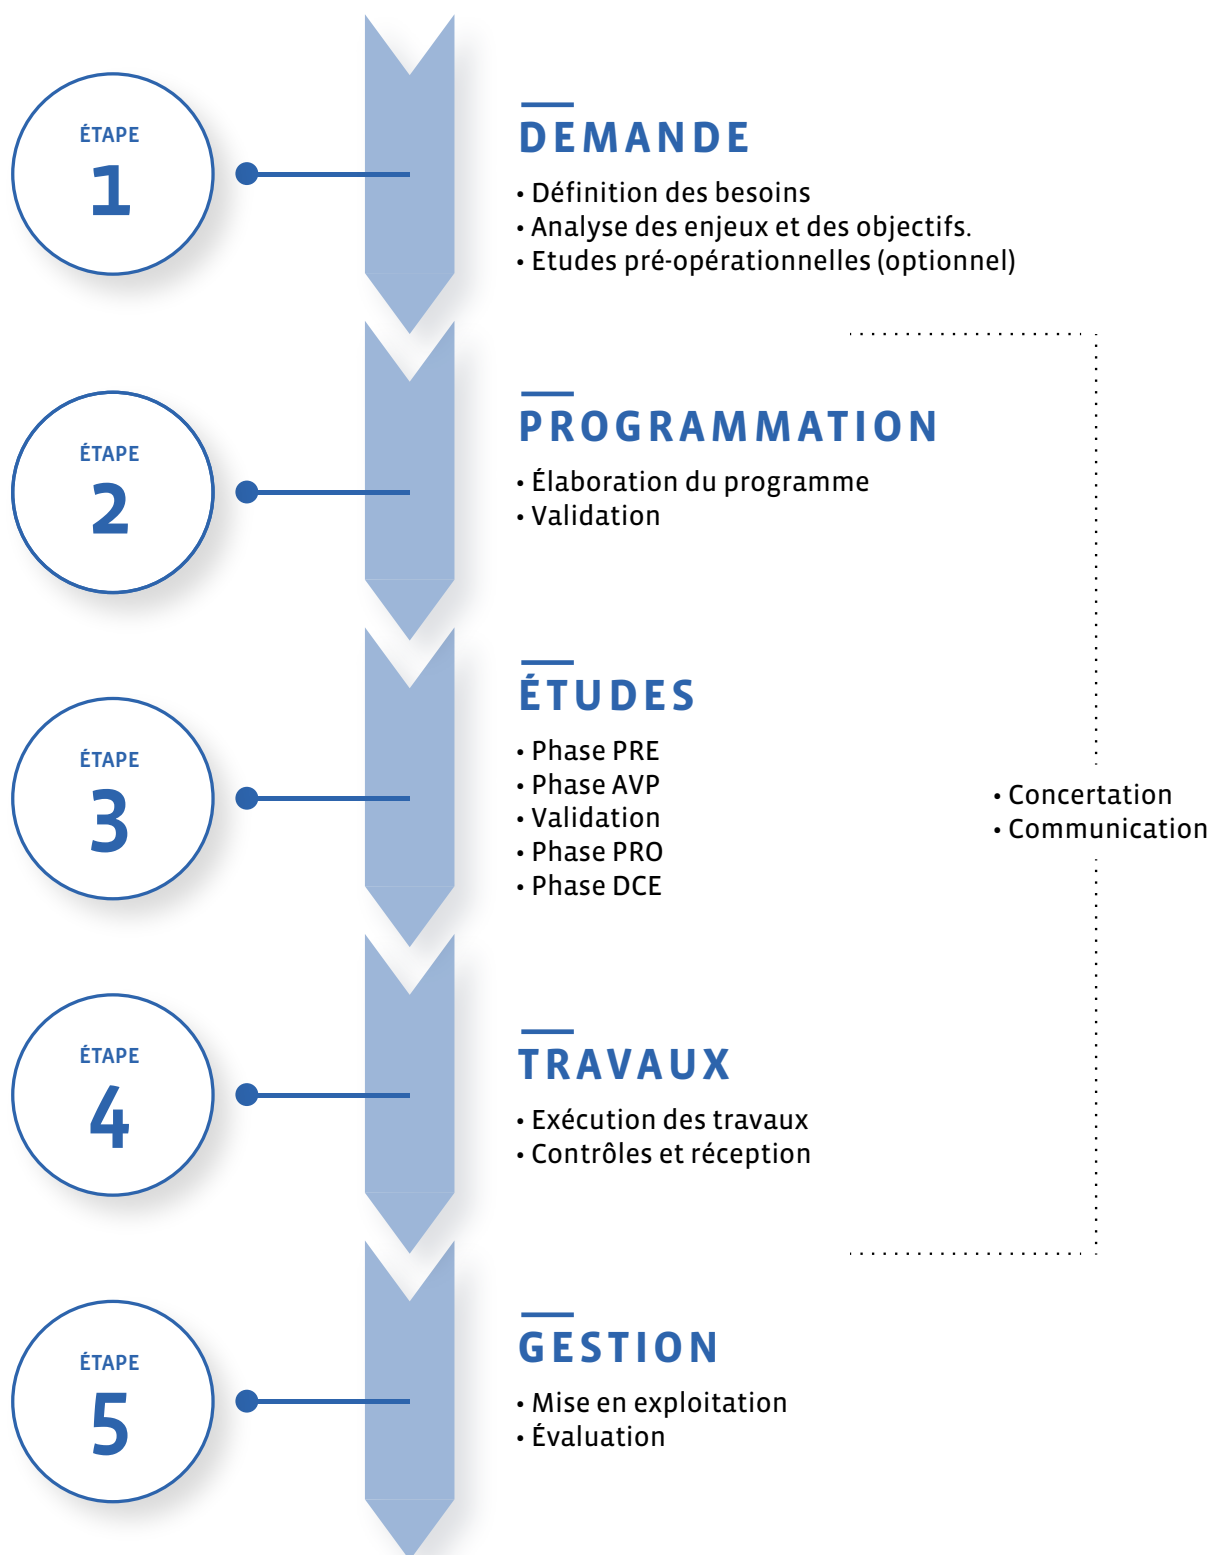 ÉTAPE
1
DEMANDE
• Définition des besoins
• Analyse des enjeux et des objectifs.
• Etudes pré-opérationnelles (optionnel)
ÉTAPE
2
PROGRAMMATION
• Élaboration du programme
• Validation
ÉTAPE
3
ÉTUDES
• Phase PRE
• Phase AVP
• Validation
• Phase PRO
• Phase DCE
• Concertation
• Communication
ÉTAPE
4
TRAVAUX
• Exécution des travaux
• Contrôles et réception
ÉTAPE
5
GESTION
• Mise en exploitation
• Évaluation